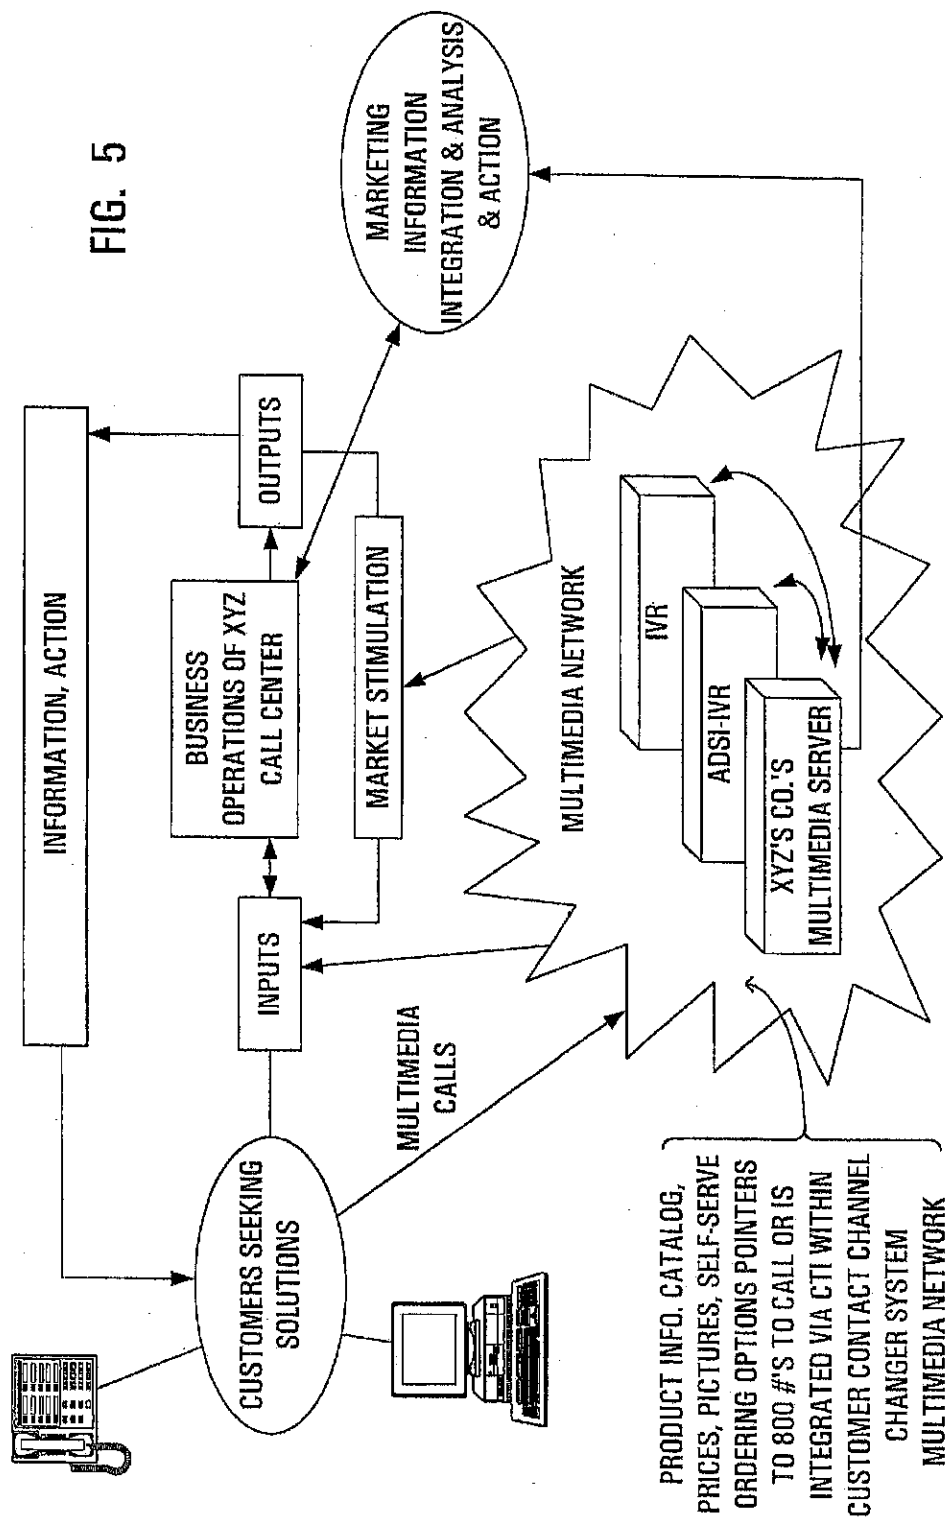 FIG. 5
INFORMATION, ACTION
CUSTOMERS SEEKING
SOLUTIONS
INPUTS
BUSINESS
OPERATIONS OF XYZ
CALL CENTER
OUTPUTS
MARKET STIMULATION
MARKETING
INFORMATION
INTEGRATION & ANALYSIS
& ACTION
MULTIMEDIA
CALLS
MULTIMEDIA NETWORK
IVR
ADSI-IVR
XYZ'S CO.'S
MULTIMEDIA SERVER
PRODUCT INFO. CATALOG,
PRICES, PICTURES, SELF-SERVE
ORDERING OPTIONS POINTERS
TO 800 #'S TO CALL OR IS
INTEGRATED VIA CTI WITHIN
CUSTOMER CONTACT CHANNEL
CHANGER SYSTEM
MULTIMEDIA NETWORK